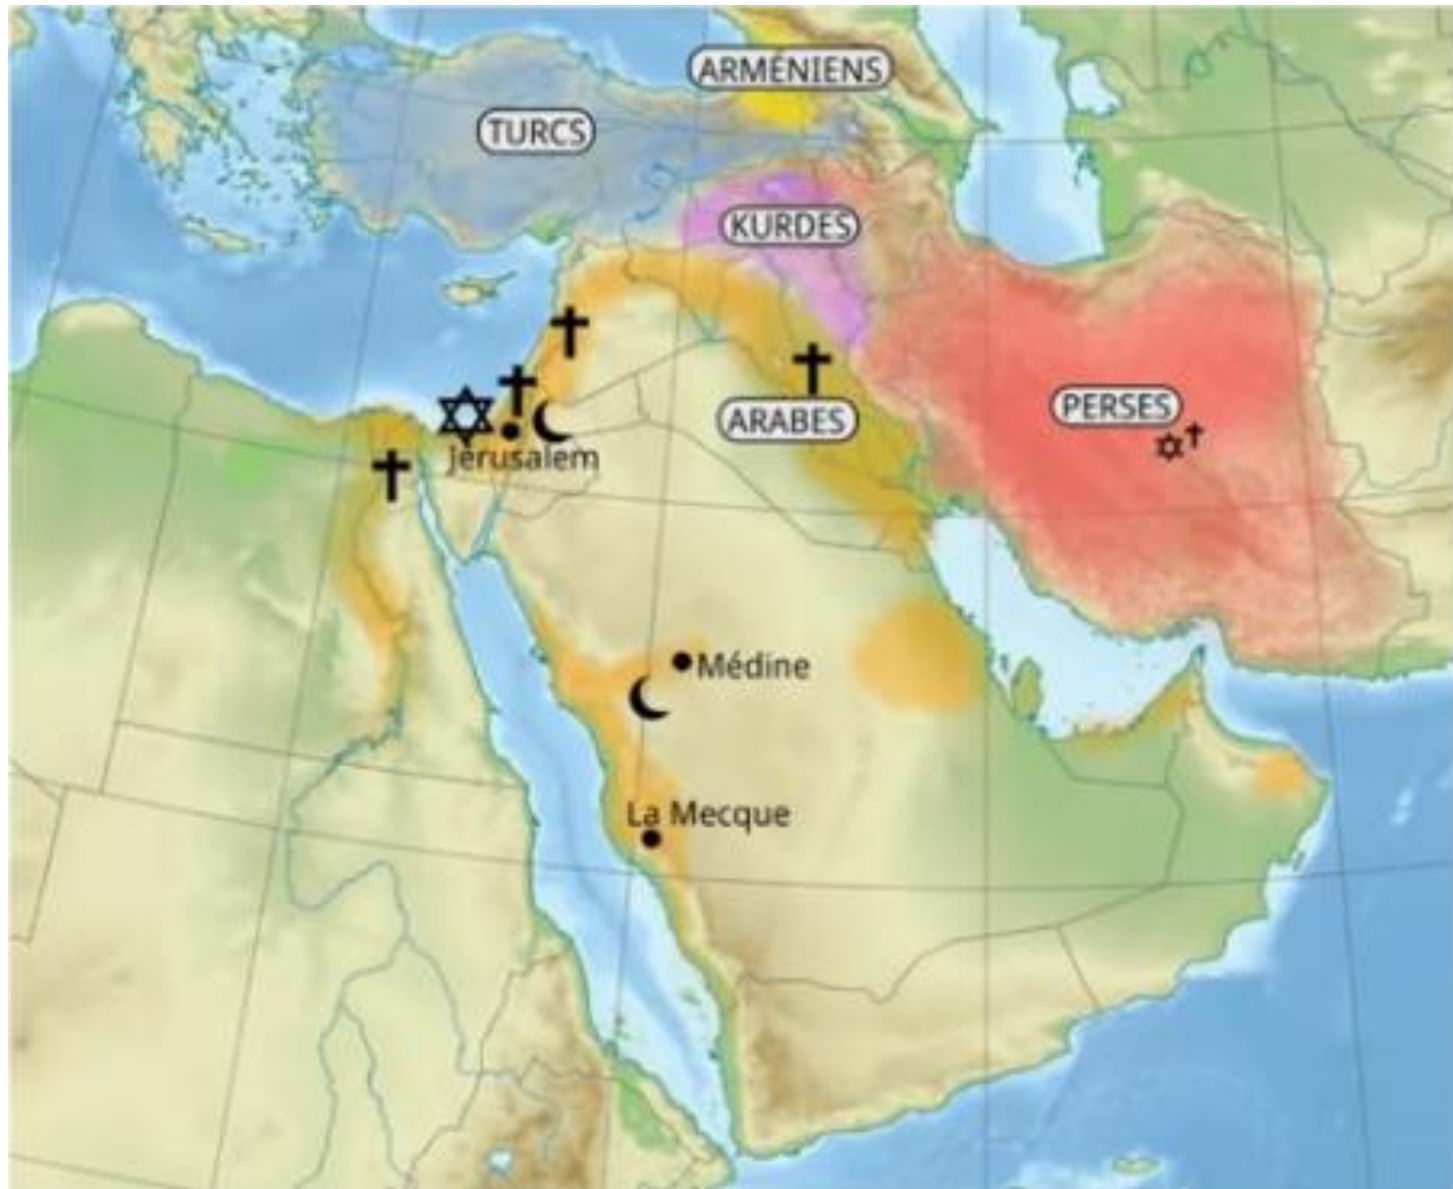 ARMÉNIENS
TURCS
KURDES
PERSES
ARABES
Jérusalem
Médine
La Mecque